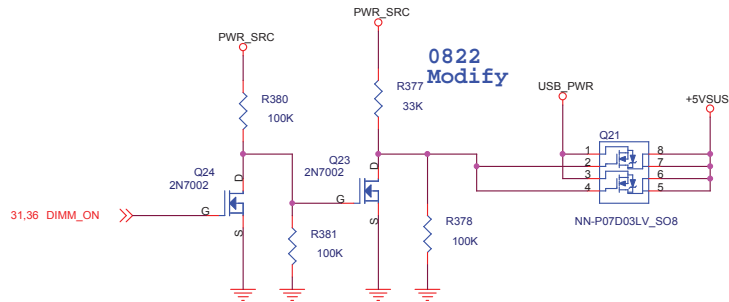 PWR_SRC
PWR_SRC
0822
Modify
R380
100K
R377
33K
USB_PWR
+5VSUS
Q21
1
2
3
4
8
7
6
5
NN-P07D03LV_SO8
Q24
2N7002
D
G
S
Q23
2N7002
D
G
S
31,36 DIMM_ON
R381
100K
R378
100K